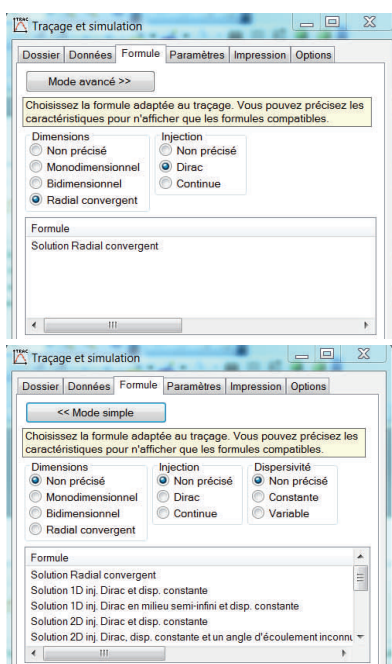 TRAC
Traçage et simulation
Dossier Données Formule Paramètres Impression Options
Mode avancé >>
Choisissez la formule adaptée au traçage. Vous pouvez précisez les
caractéristiques pour n'afficher que les formules compatibles.
Dimensions Injection
Non précisé Non précisé
Monodimensionnel Dirac
Bidimensionnel Continue
Radial convergent
Formule
Solution Radial convergent
TRAC
Traçage et simulation
Dossier Données Formule Paramètres Impression Options
<< Mode simple
Choisissez la formule adaptée au traçage. Vous pouvez précisez les
caractéristiques pour n'afficher que les formules compatibles.
Dimensions Injection Dispersivité
Non précisé Non précisé Non précisé
Monodimensionnel Dirac Constante
Bidimensionnel Continue Variable
Radial convergent
Formule
Solution Radial convergent
Solution 1D inj. Dirac et disp. constante
Solution 1D inj. Dirac en milieu semi-infini et disp. constante
Solution 2D inj. Dirac et disp. constante
Solution 2D inj. Dirac, disp. constante et un angle d'écoulement inconnu